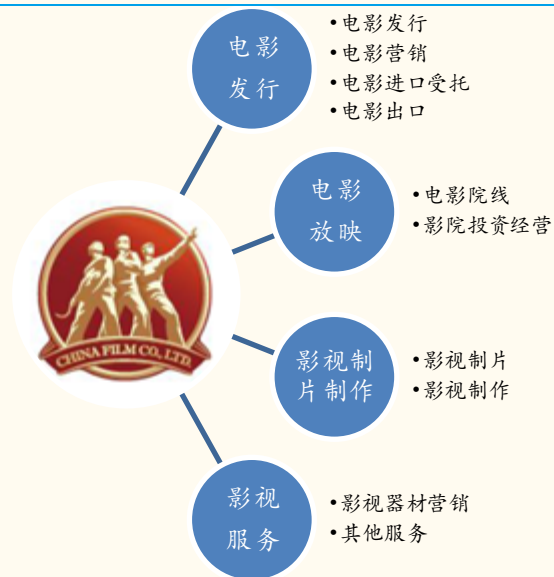 电影
发行
•电影发行
•电影营销
•电影进口受托
•电影出口
电影
放映
•电影院线
•影院投资经营
CHINA FILM CO., LTD.
影视制
片制作
•影视制片
•影视制作
影视
服务
•影视器材营销
•其他服务